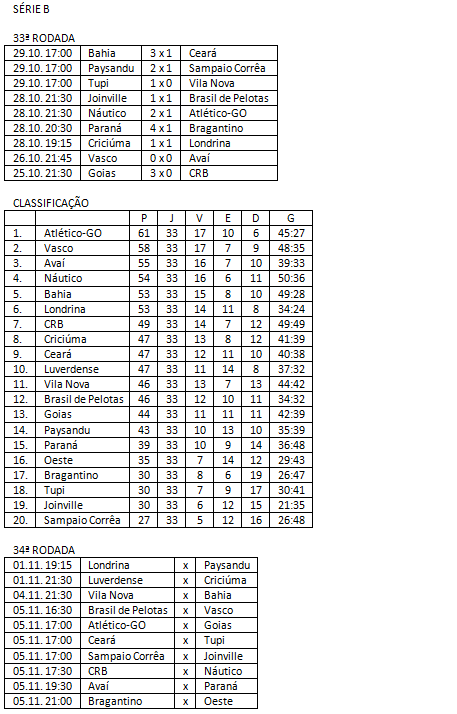 SÉRIE B
33ª RODADA
29.10. 17:00 Bahia 3 x 1 Ceará
29.10. 17:00 Paysandu 2 x 1 Sampaio Corrêa
29.10. 17:00 Tupi 1 x 0 Vila Nova
28.10. 21:30 Joinville 1 x 1 Brasil de Pelotas
28.10. 21:30 Náutico 2 x 1 Atlético-GO
28.10. 20:30 Paraná 4 x 1 Bragantino
28.10. 19:15 Criciúma 1 x 1 Londrina
26.10. 21:45 Vasco 0 x 0 Avaí
25.10. 21:30 Goias 3 x 0 CRB
CLASSIFICAÇÃO
P J V E D G
1. Atlético-GO 61 33 17 10 6 45:27
2. Vasco 58 33 17 7 9 48:35
3. Avaí 55 33 16 7 10 39:33
4. Náutico 54 33 16 6 11 50:36
5. Bahia 53 33 15 8 10 49:28
6. Londrina 53 33 14 11 8 34:24
7. CRB 49 33 14 7 12 49:49
8. Criciúma 47 33 13 8 12 41:39
9. Ceará 47 33 12 11 10 40:38
10. Luverdense 47 33 11 14 8 37:32
11. Vila Nova 46 33 13 7 13 44:42
12. Brasil de Pelotas 46 33 12 10 11 34:32
13. Goias 44 33 11 11 11 42:39
14. Paysandu 43 33 10 13 10 35:39
15. Paraná 39 33 10 9 14 36:48
16. Oeste 35 33 7 14 12 29:43
17. Bragantino 30 33 8 6 19 26:47
18. Tupi 30 33 7 9 17 30:41
19. Joinville 30 33 6 12 15 21:35
20. Sampaio Corrêa 27 33 5 12 16 26:48
34ª RODADA
01.11. 19:15 Londrina x Paysandu
01.11. 21:30 Luverdense x Criciúma
04.11. 21:30 Vila Nova x Bahia
05.11. 16:30 Brasil de Pelotas x Vasco
05.11. 17:00 Atlético-GO x Goias
05.11. 17:00 Ceará x Tupi
05.11. 17:00 Sampaio Corrêa x Joinville
05.11. 17:30 CRB x Náutico
05.11. 19:30 Avaí x Paraná
05.11. 21:00 Bragantino x Oeste